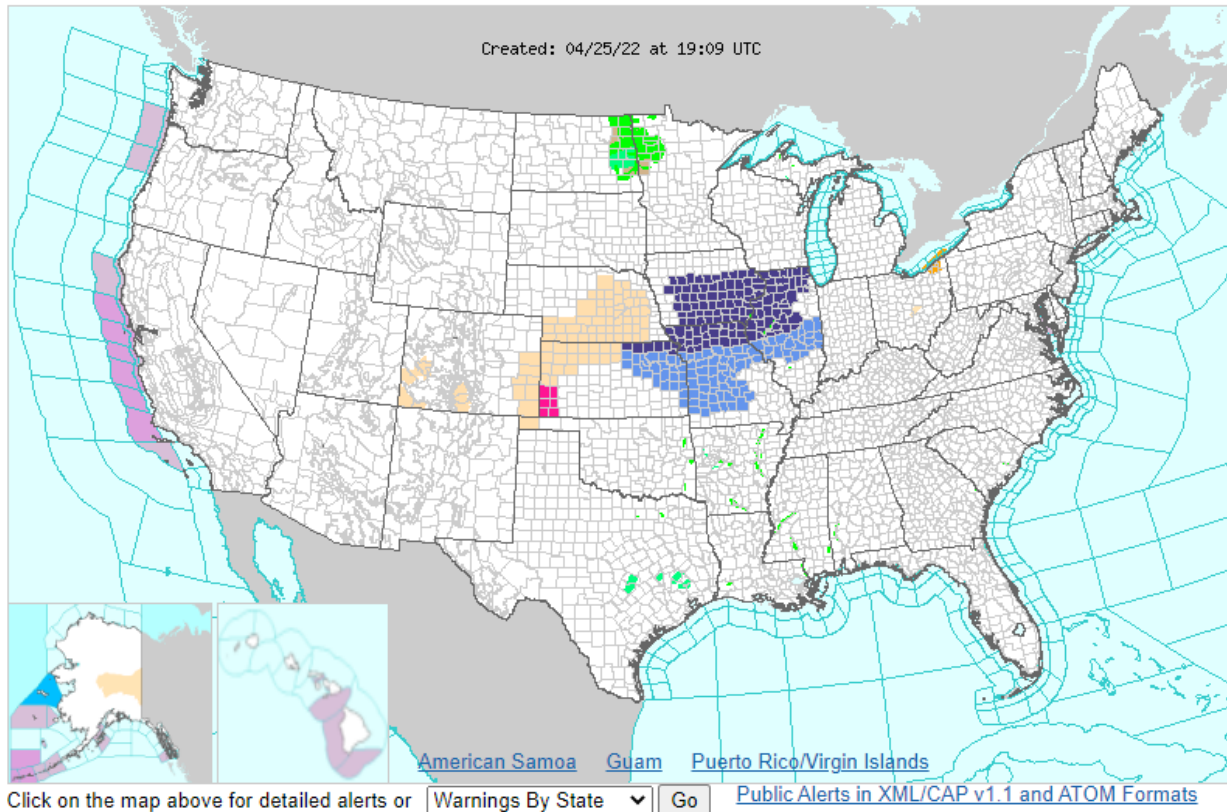 Created: 04/25/22 at 19:09 UTC
American Samoa Guam Puerto Rico/Virgin Islands
Click on the map above for detailed alerts or Warnings By State Go Public Alerts in XML/CAP v1.1 and ATOM Formats